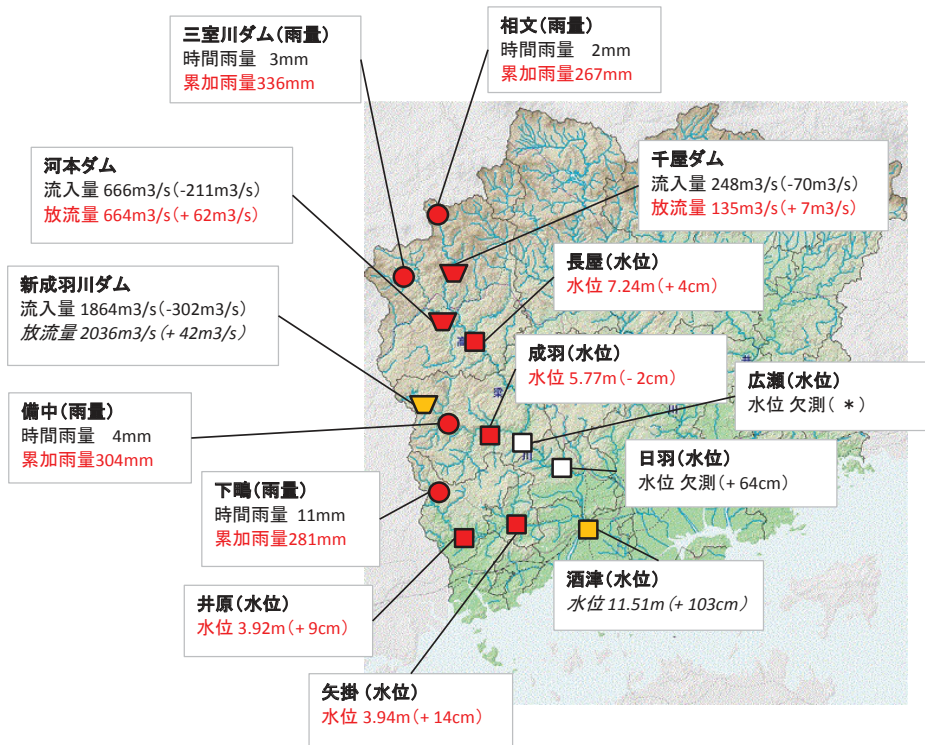 三室川ダム(雨量)
時間雨量 3mm
累加雨量336mm
相文(雨量)
時間雨量 2mm
累加雨量267mm
河本ダム
流入量 666m3/s(-211m3/s)
放流量 664m3/s(+ 62m3/s)
千屋ダム
流入量 248m3/s(-70m3/s)
放流量 135m3/s(+ 7m3/s)
新成羽川ダム
流入量 1864m3/s(-302m3/s)
放流量 2036m3/s(+ 42m3/s)
長屋(水位)
水位 7.24m(+ 4cm)
成羽(水位)
水位 5.77m(- 2cm)
広瀬(水位)
水位 欠測( *)
備中(雨量)
時間雨量 4mm
累加雨量304mm
日羽(水位)
水位 欠測(+ 64cm)
下鴫(雨量)
時間雨量 11mm
累加雨量281mm
酒津(水位)
水位 11.51m(+ 103cm)
井原(水位)
水位 3.92m(+ 9cm)
矢掛 (水位)
水位 3.94m(+ 14cm)
高
梁
川
井
川